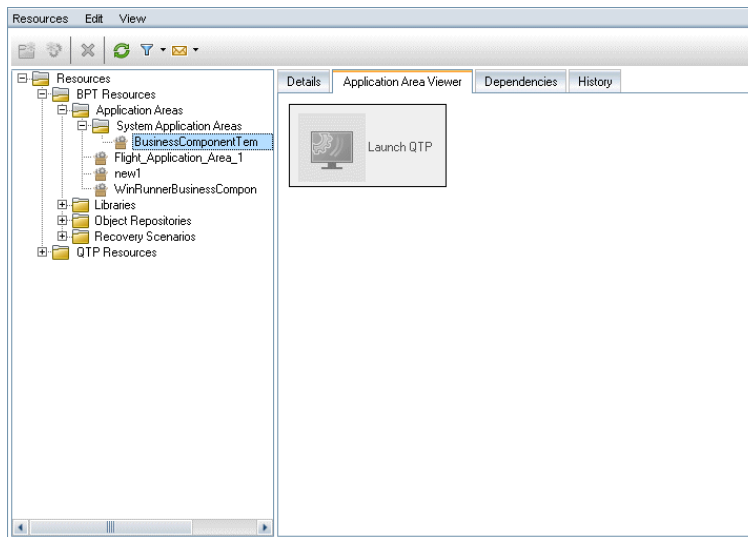 Resources Edit View
Resources
BPT Resources
Application Areas
System Application Areas
BusinessComponentTem
Flight_Application_Area_1
new1
WinRunnerBusinessCompon
Libraries
Object Repositories
Recovery Scenarios
QTP Resources
Details Application Area Viewer Dependencies History
Launch QTP